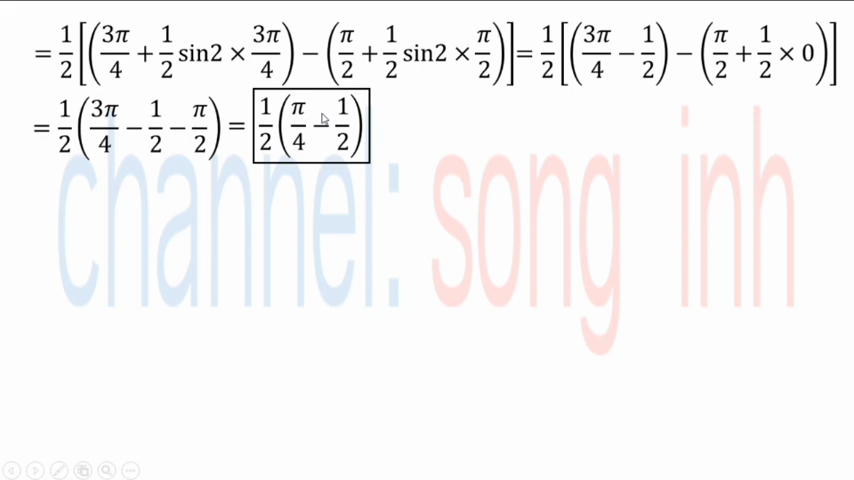 = 1/2[(3π/4 + 1/2 sin2 × 3π/4) − (π/2 + 1/2 sin2 × π/2)] = 1/2[(3π/4 − 1/2) − (π/2 + 1/2 × 0)]
= 1/2(3π/4 − 1/2 − π/2) = 1/2(π/4 − 1/2)
channel: song inh